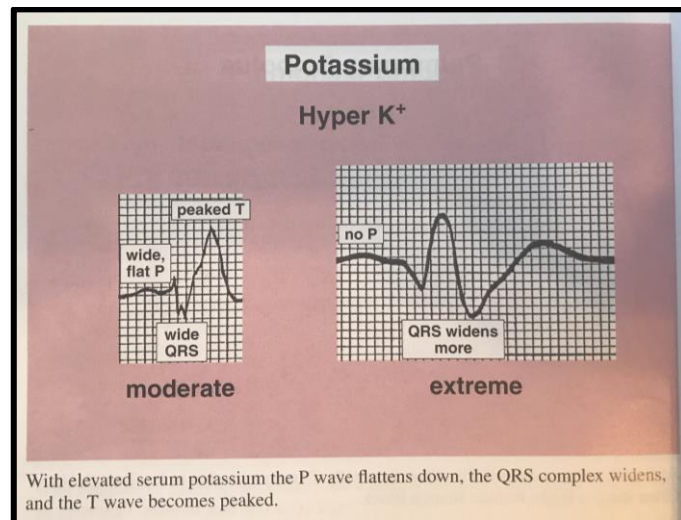 Potassium
Hyper K⁺
peaked T
wide,
flat P
wide
QRS
moderate
no P
QRS widens
more
extreme
With elevated serum potassium the P wave flattens down, the QRS complex widens,
and the T wave becomes peaked.